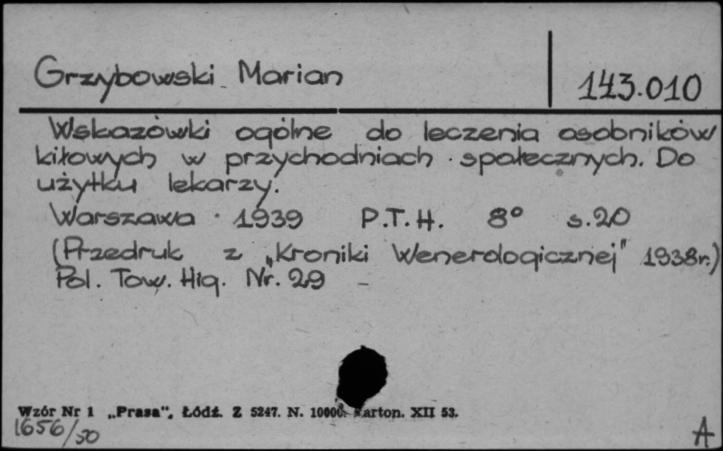 Grzybowski Marian
143.010
Wskazówki ogólne do leczenia osobników
kiłowych w przychodniach społecznych. Do
użytku lekarzy.
Warszawa 1939 P.T.H. 8° s.20
(Przedruk z „Kroniki Wenerologicznej" 1938r.)
Pol. Tow. Hig. Nr. 29 -
Wzór Nr 1 „Prasa", Łódź. Z 5247. N. 10000. Karton. XII 53.
1656/50
A